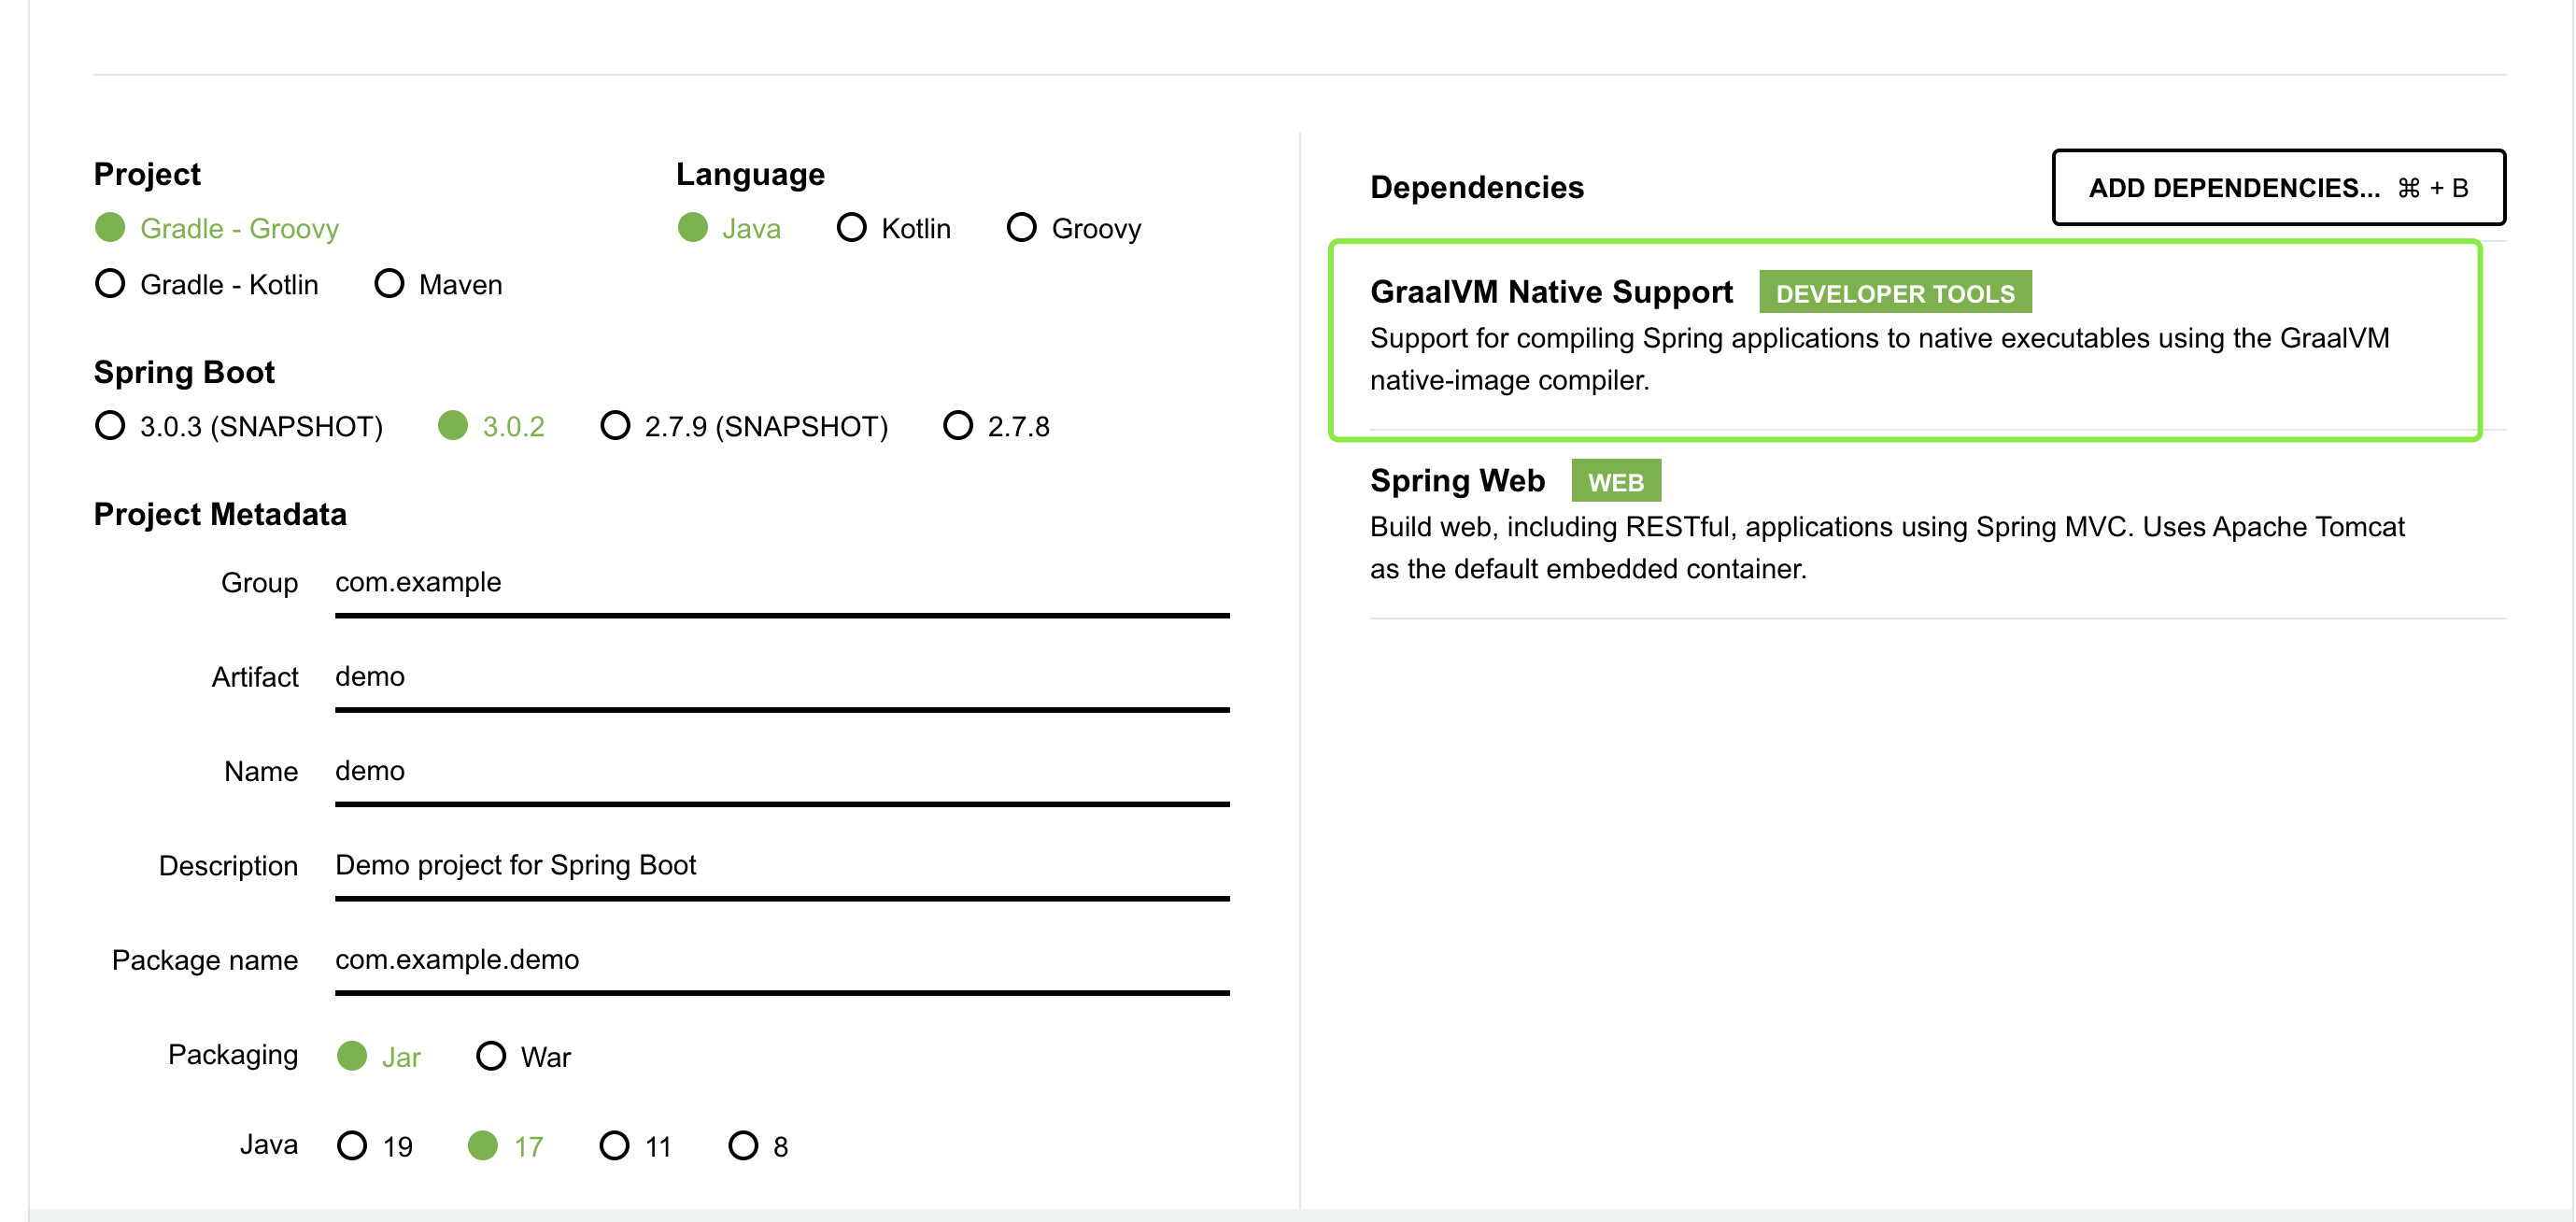 Project
Gradle - Groovy
Gradle - Kotlin Maven
Language
Java Kotlin Groovy
Spring Boot
3.0.3 (SNAPSHOT) 3.0.2 2.7.9 (SNAPSHOT) 2.7.8
Project Metadata
Group com.example
Artifact demo
Name demo
Description Demo project for Spring Boot
Package name com.example.demo
Packaging Jar War
Java 19 17 11 8
Dependencies
ADD DEPENDENCIES... ⌘ + B
GraalVM Native Support DEVELOPER TOOLS
Support for compiling Spring applications to native executables using the GraalVM
native-image compiler.
Spring Web WEB
Build web, including RESTful, applications using Spring MVC. Uses Apache Tomcat
as the default embedded container.